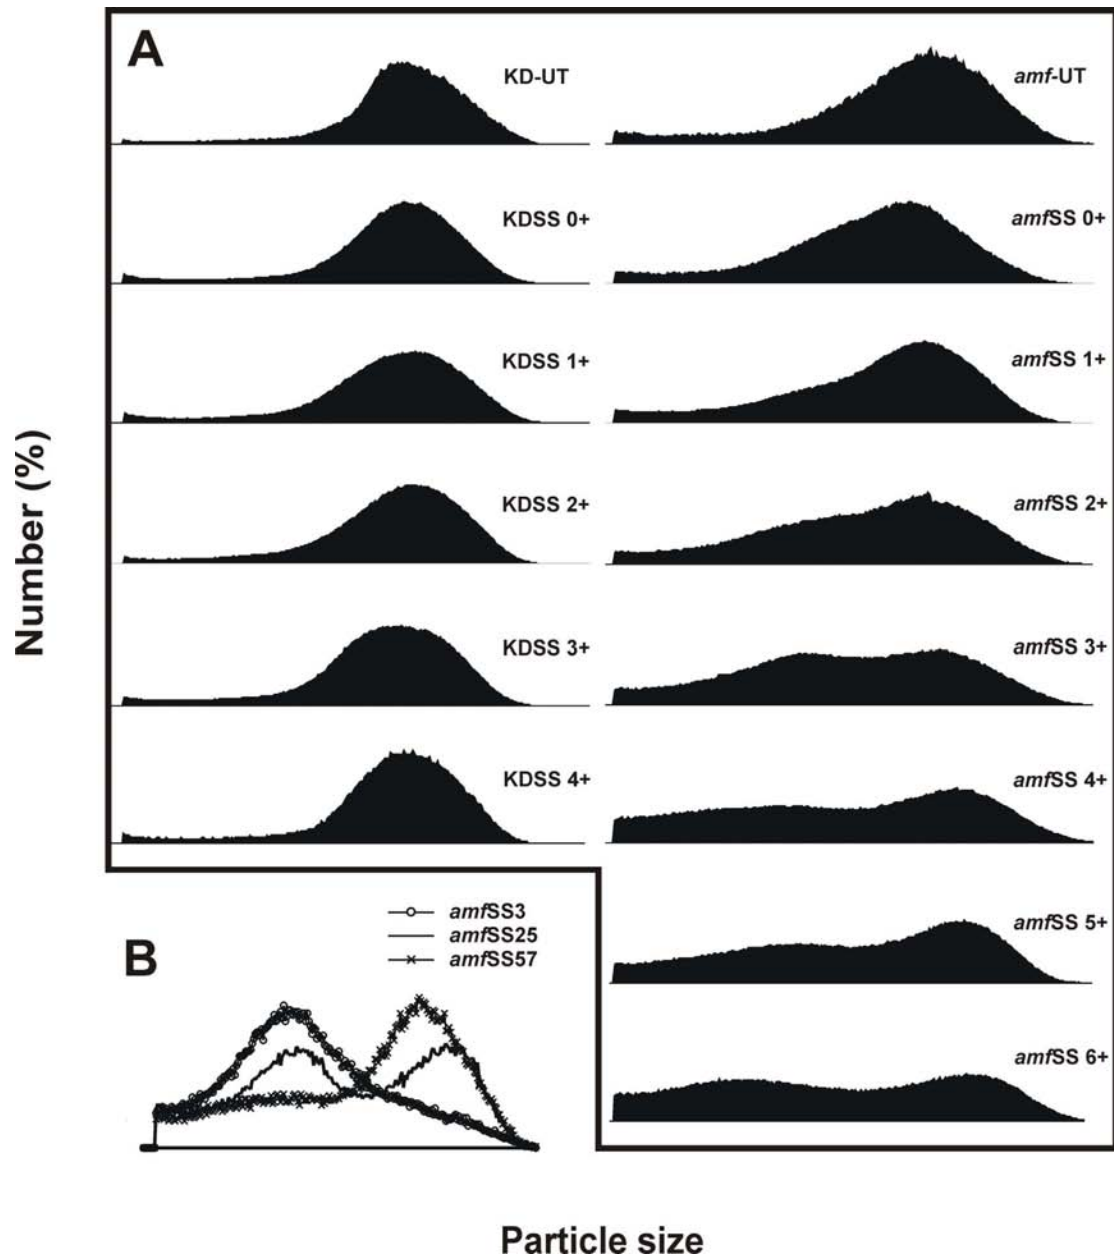 A
KD-UT
KDSS 0+
KDSS 1+
KDSS 2+
KDSS 3+
KDSS 4+
amf-UT
amfSS 0+
amfSS 1+
amfSS 2+
amfSS 3+
amfSS 4+
amfSS 5+
amfSS 6+
B
amfSS3
amfSS25
amfSS57
Number (%)
Particle size